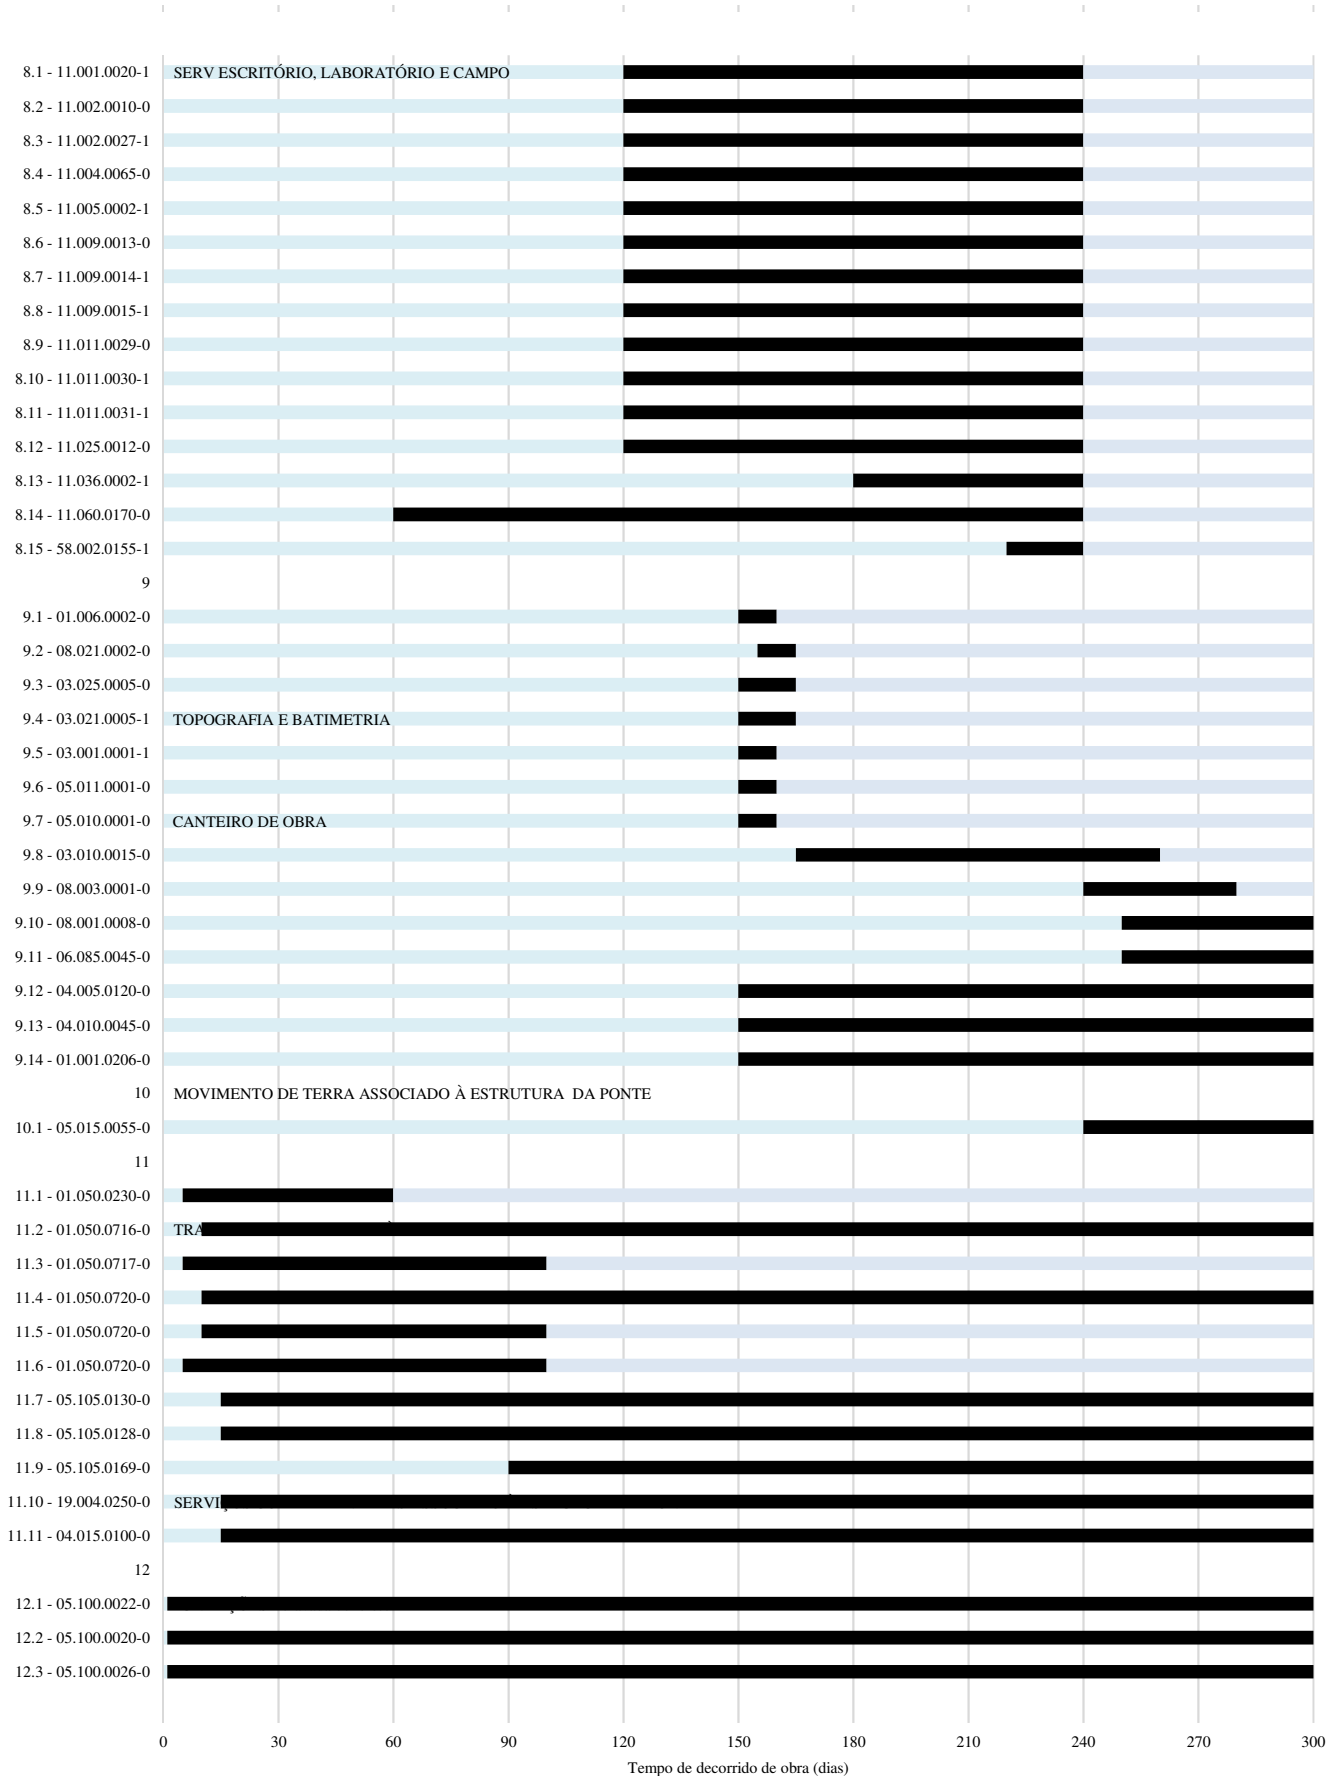 8.1 - 11.001.0020-1 SERV ESCRITÓRIO, LABORATÓRIO E CAMPO
8.2 - 11.002.0010-0
8.3 - 11.002.0027-1
8.4 - 11.004.0065-0
8.5 - 11.005.0002-1
8.6 - 11.009.0013-0
8.7 - 11.009.0014-1
8.8 - 11.009.0015-1
8.9 - 11.011.0029-0
8.10 - 11.011.0030-1
8.11 - 11.011.0031-1
8.12 - 11.025.0012-0
8.13 - 11.036.0002-1
8.14 - 11.060.0170-0
8.15 - 58.002.0155-1
9
9.1 - 01.006.0002-0
9.2 - 08.021.0002-0
9.3 - 03.025.0005-0
9.4 - 03.021.0005-1 TOPOGRAFIA E BATIMETRIA
9.5 - 03.001.0001-1
9.6 - 05.011.0001-0
9.7 - 05.010.0001-0 CANTEIRO DE OBRA
9.8 - 03.010.0015-0
9.9 - 08.003.0001-0
9.10 - 08.001.0008-0
9.11 - 06.085.0045-0
9.12 - 04.005.0120-0
9.13 - 04.010.0045-0
9.14 - 01.001.0206-0
10 MOVIMENTO DE TERRA ASSOCIADO À ESTRUTURA DA PONTE
10.1 - 05.015.0055-0
11
11.1 - 01.050.0230-0
11.2 - 01.050.0716-0 TRA
11.3 - 01.050.0717-0
11.4 - 01.050.0720-0
11.5 - 01.050.0720-0
11.6 - 01.050.0720-0
11.7 - 05.105.0130-0
11.8 - 05.105.0128-0
11.9 - 05.105.0169-0
11.10 - 19.004.0250-0 SERVI
11.11 - 04.015.0100-0
12
12.1 - 05.100.0022-0
12.2 - 05.100.0020-0
12.3 - 05.100.0026-0
0 30 60 90 120 150 180 210 240 270 300
Tempo de decorrido de obra (dias)